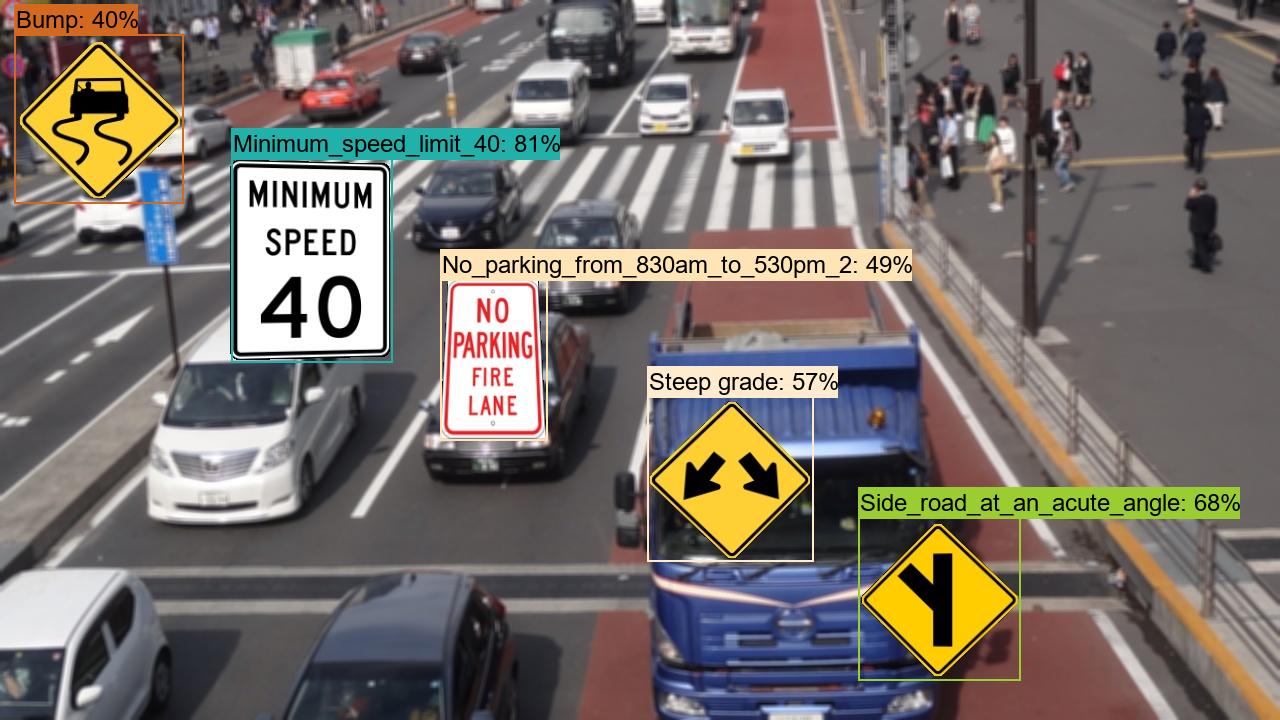 Bump: 40%
Minimum_speed_limit_40: 81%
MINIMUM
SPEED
40
No_parking_from_830am_to_530pm_2: 49%
NO
PARKING
FIRE
LANE
Steep grade: 57%
Side_road_at_an_acute_angle: 68%